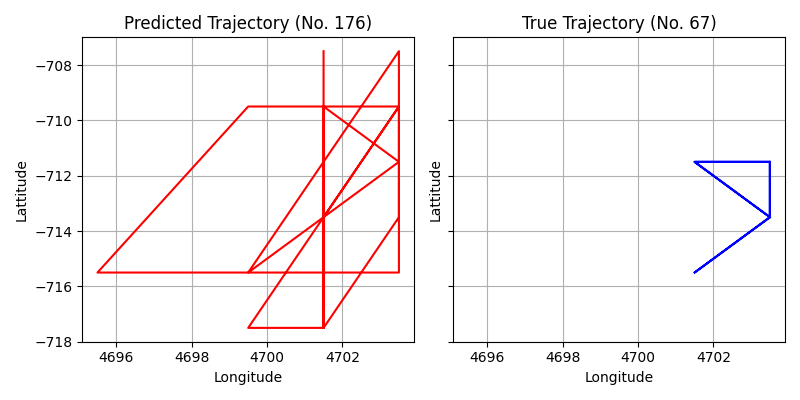 Predicted Trajectory (No. 176)
True Trajectory (No. 67)
−708
−710
−712
−714
−716
−718
Lattitude
Lattitude
4696
4698
4700
4702
4696
4698
4700
4702
Longitude
Longitude